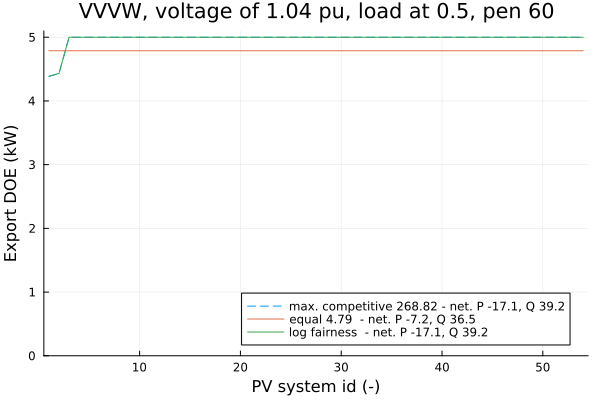 VVVW, voltage of 1.04 pu, load at 0.5, pen 60
5
4
3
2
1
0
Export DOE (kW)
max. competitive 268.82 - net. P -17.1, Q 39.2
equal 4.79 - net. P -7.2, Q 36.5
log fairness - net. P -17.1, Q 39.2
10 20 30 40 50
PV system id (-)